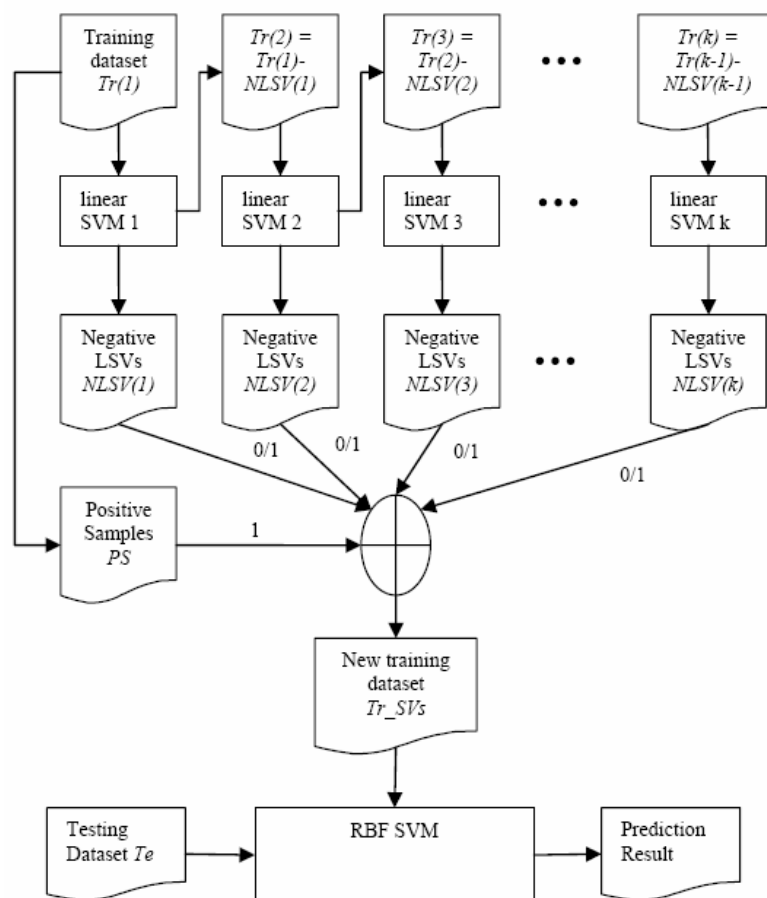 Training
dataset
Tr(1)
Tr(2) =
Tr(1)-
NLSV(1)
Tr(3) =
Tr(2)-
NLSV(2)
Tr(k) =
Tr(k-1)-
NLSV(k-1)
linear
SVM 1
linear
SVM 2
linear
SVM 3
linear
SVM k
Negative
LSVs
NLSV(1)
Negative
LSVs
NLSV(2)
Negative
LSVs
NLSV(3)
Negative
LSVs
NLSV(k)
0/1
0/1
0/1
0/1
Positive
Samples
PS
1
New training
dataset
Tr_SVs
Testing
Dataset Te
RBF SVM
Prediction
Result